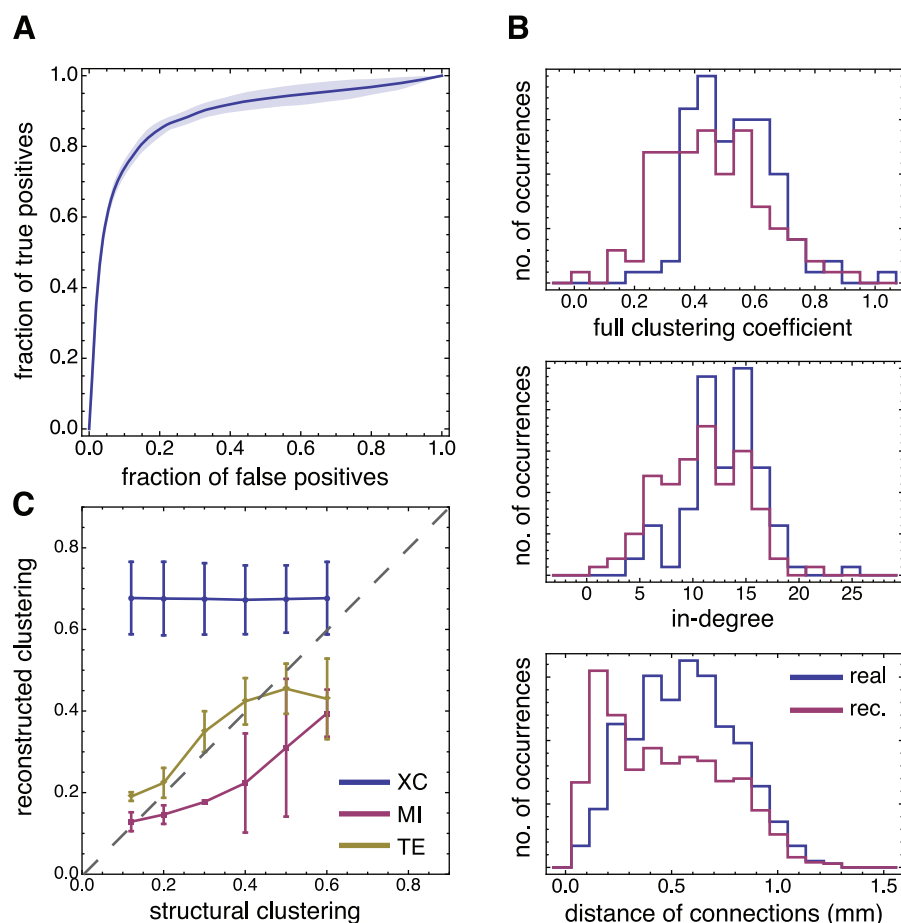 A
1.0
0.8
0.6
0.4
0.2
0.0
fraction of true positives
0.0 0.2 0.4 0.6 0.8 1.0
fraction of false positives
B
no. of occurrences
0.0 0.2 0.4 0.6 0.8 1.0
full clustering coefficient
no. of occurrences
0 5 10 15 20 25
in-degree
real
rec.
no. of occurrences
0.0 0.5 1.0 1.5
distance of connections (mm)
C
0.8
0.6
0.4
0.2
0.0
reconstructed clustering
XC
MI
TE
0.0 0.2 0.4 0.6 0.8
structural clustering